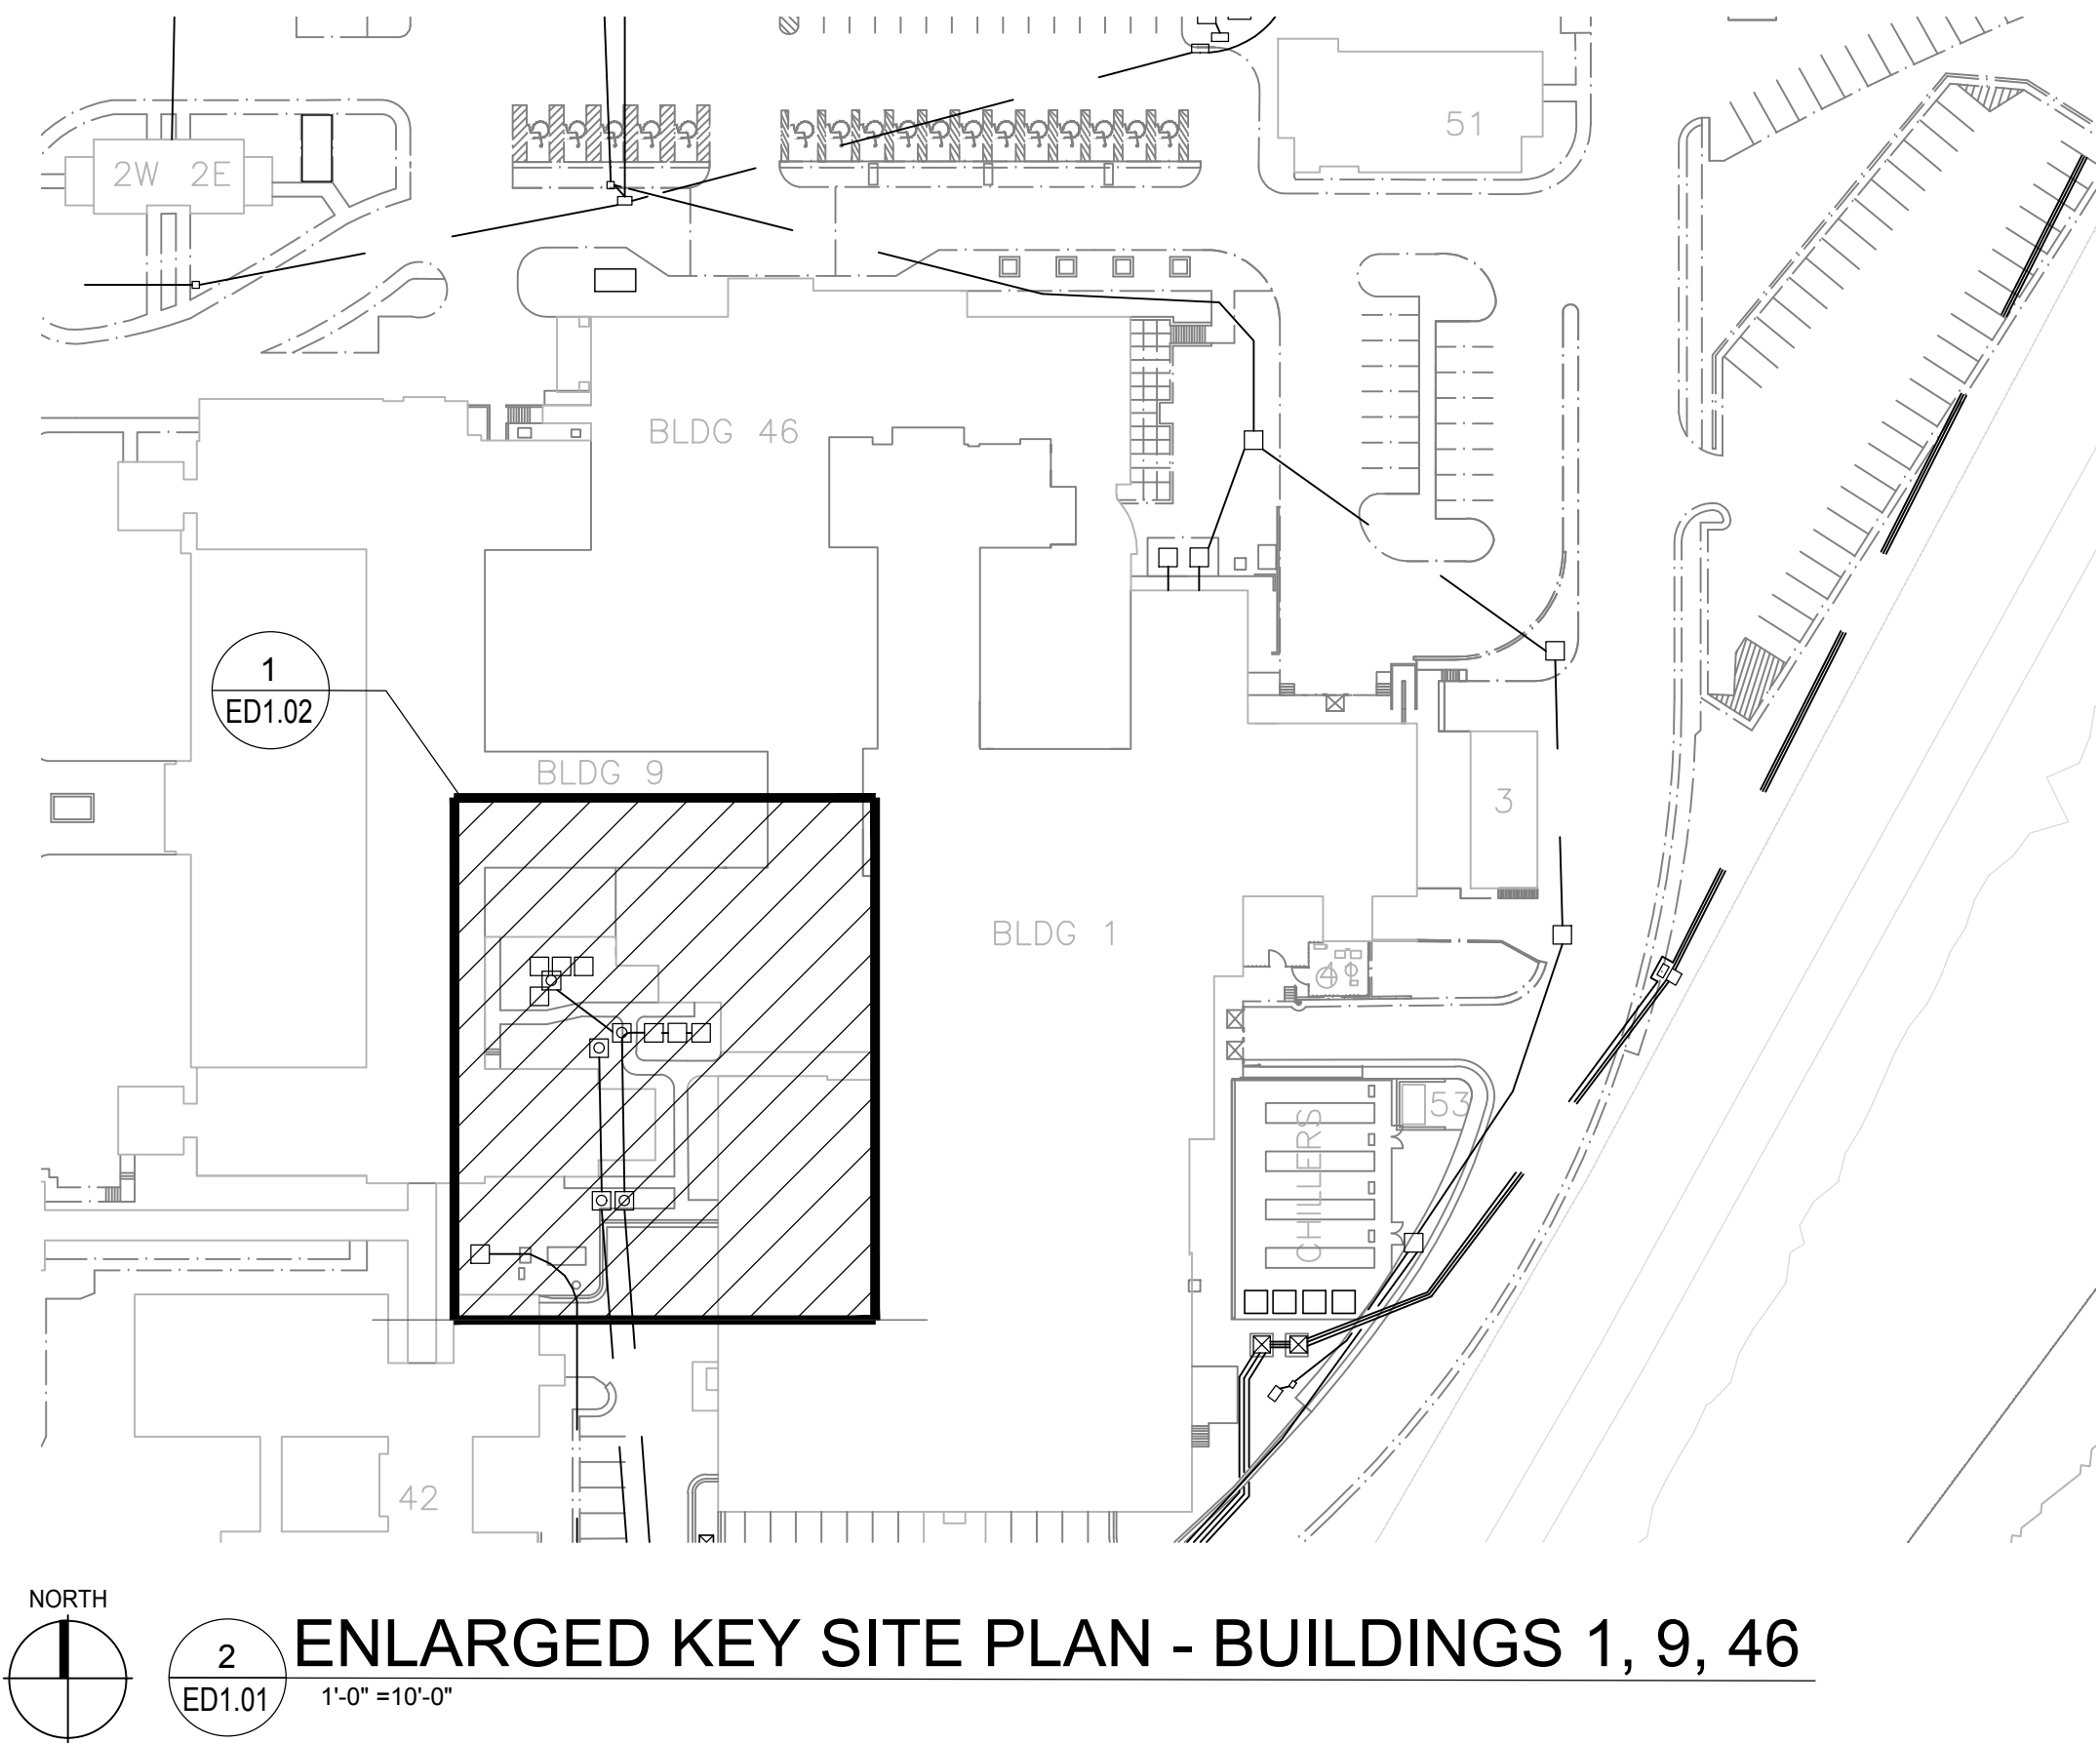 51
2W 2E
BLDG 46
1
ED1.02
BLDG 9
3
BLDG 1
41
53
CHILLERS
42
NORTH
2
ED1.01
ENLARGED KEY SITE PLAN - BUILDINGS 1, 9, 46
1'-0" =10'-0"